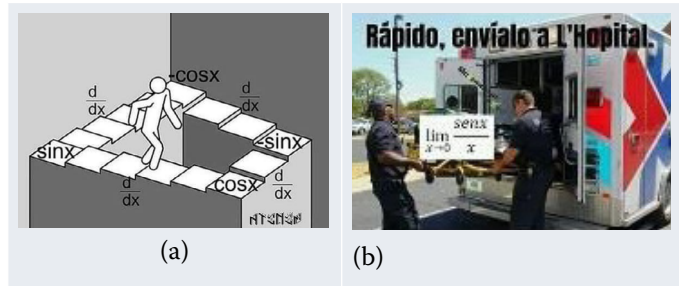 -cosx
d
dx
d
dx
sinx
-sinx
d
dx
cosx
d
dx
(a)
Rápido, envíalo a L'Hopital.
lim senx
x→0 x
(b)